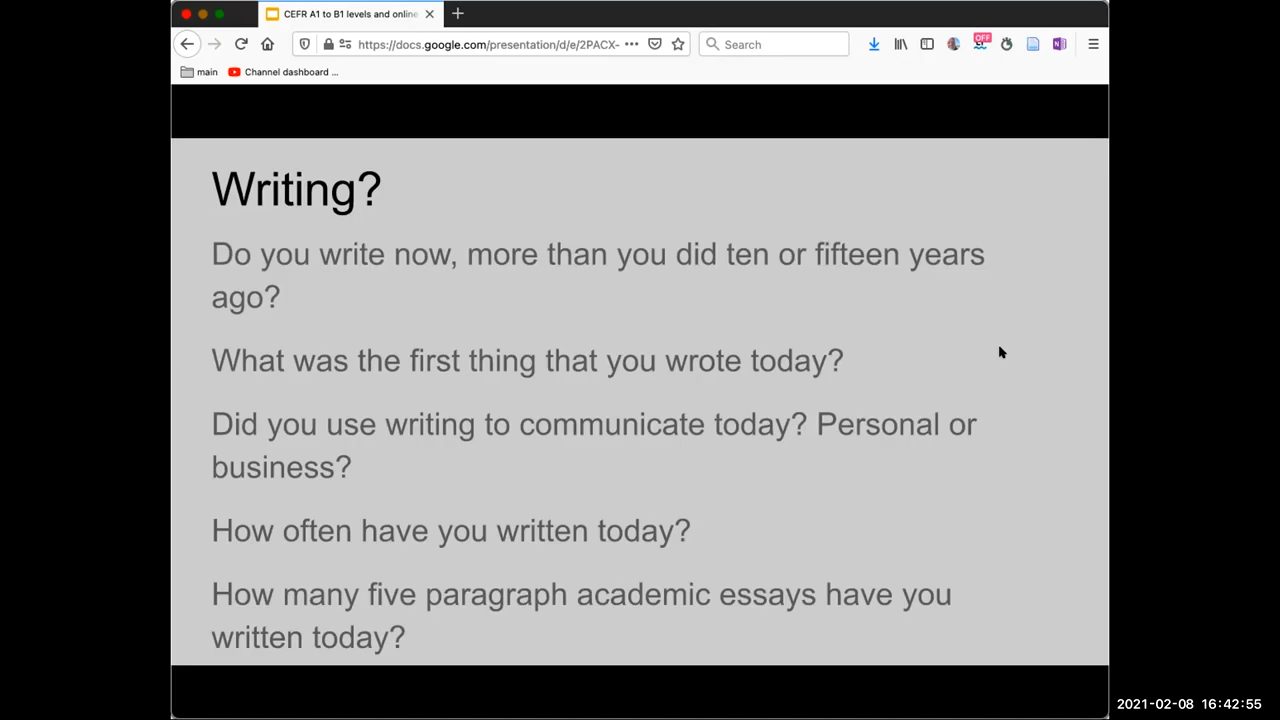 CEFR A1 to B1 levels and online
https://docs.google.com/presentation/d/e/2PACX-
Search
OFF
main
Channel dashboard ...
Writing?
Do you write now, more than you did ten or fifteen years
ago?
What was the first thing that you wrote today?
Did you use writing to communicate today? Personal or
business?
How often have you written today?
How many five paragraph academic essays have you
written today?
2021-02-08 16:42:55